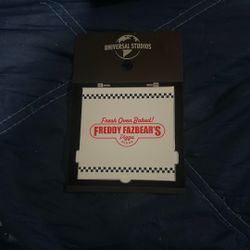 UNIVERSAL STUDIOS
Fresh Oven Baked!
FREDDY FAZBEAR'S
Pizza